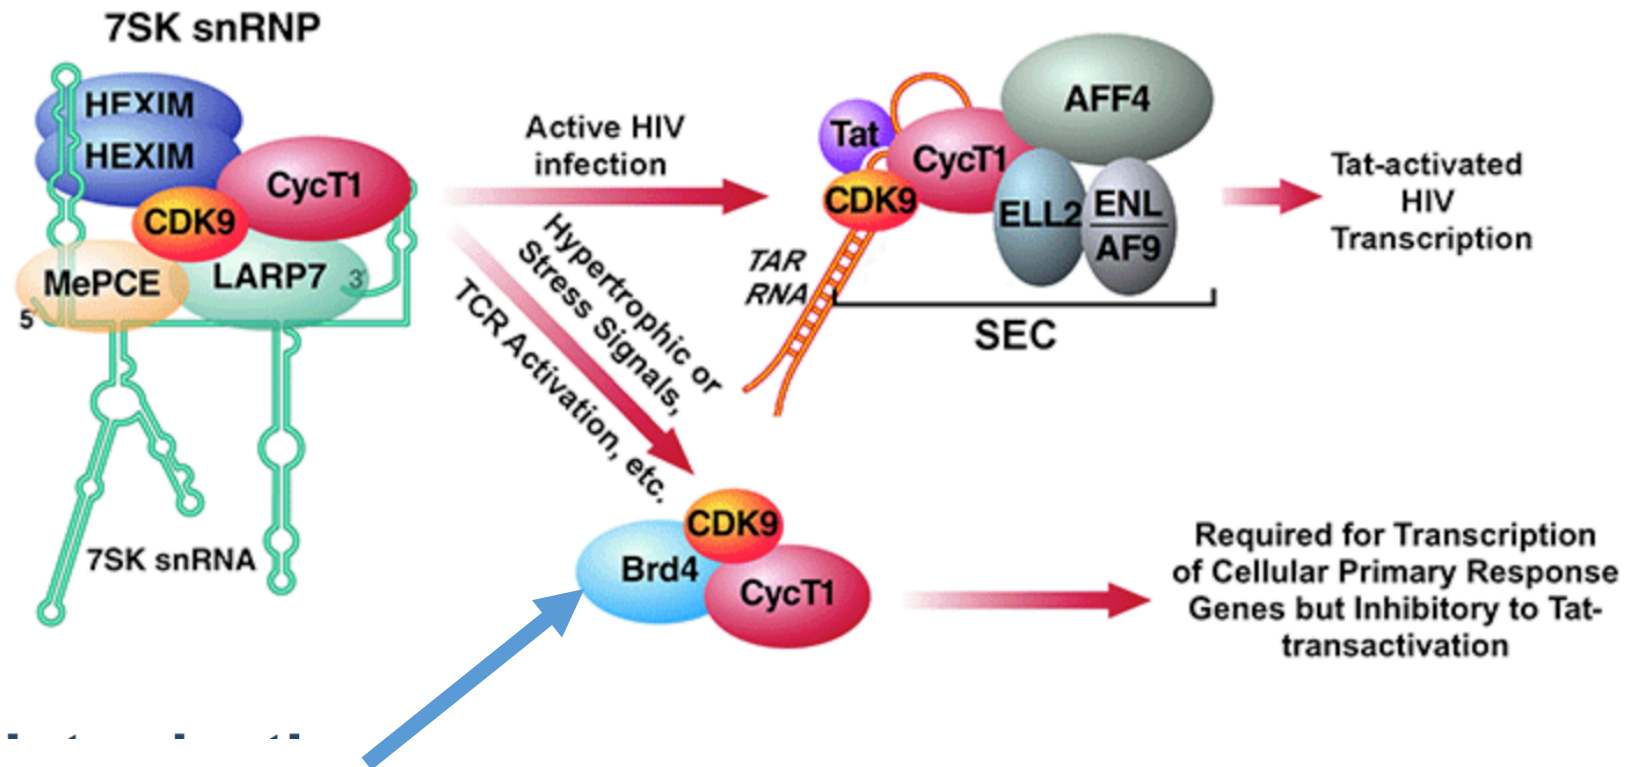 7SK snRNP
HEXIM
HEXIM
CycT1
CDK9
MePCE
LARP7
3'
5'
7SK snRNA
Active HIV
infection
Hypertrophic or
Stress Signals,
TCR Activation, etc.
Tat
CycT1
AFF4
CDK9
ELL2
ENL
AF9
TAR
RNA
SEC
Tat-activated
HIV
Transcription
CDK9
Brd4
CycT1
Required for Transcription
of Cellular Primary Response
Genes but Inhibitory to Tat-
transactivation